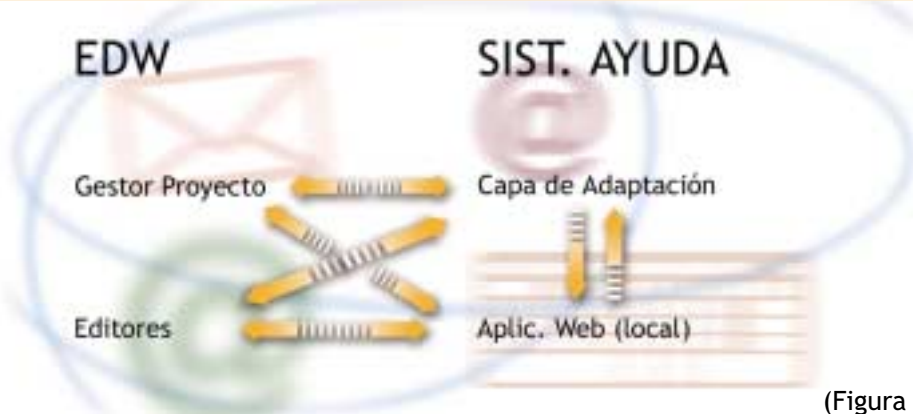 EDW SIST. AYUDA
Gestor Proyecto Capa de Adaptación
Editores Aplic. Web (local)
(Figura